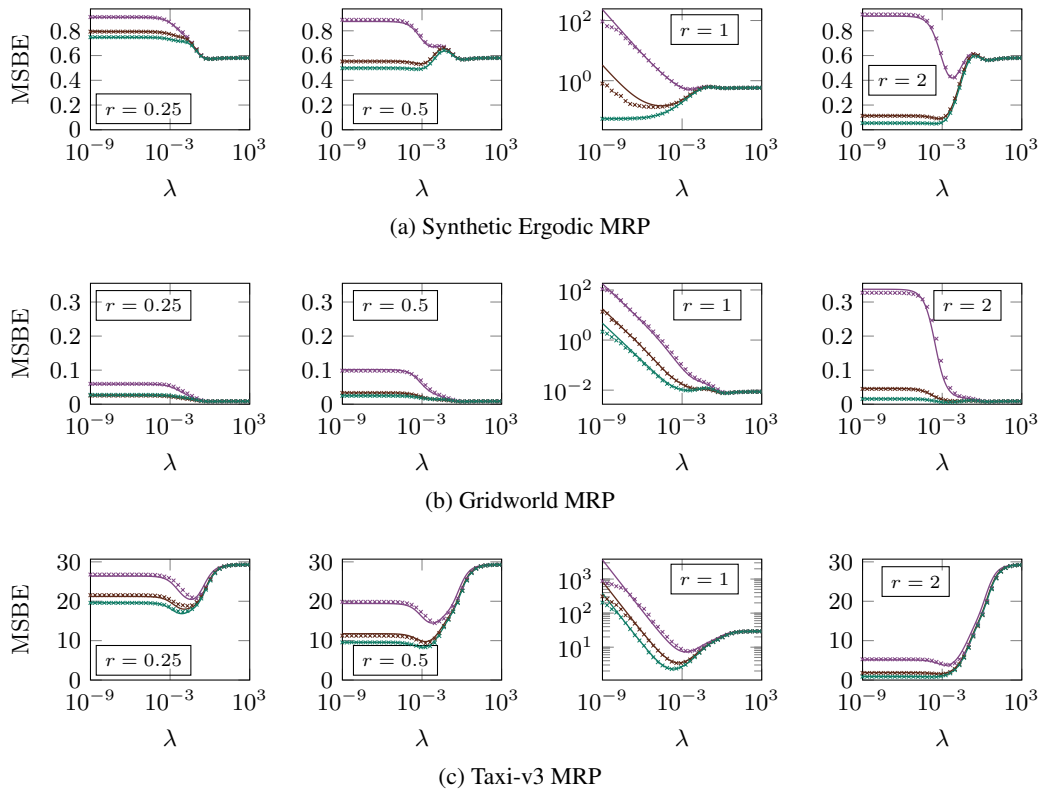 MSBE
0.8
0.6
0.4
0.2
0
r = 0.25
10^−9 10^−3 10^3
λ
0.8
0.6
0.4
0.2
0
r = 0.5
10^−9 10^−3 10^3
λ
10^2
10^0
r = 1
10^−9 10^−3 10^3
λ
0.8
0.6
0.4
0.2
0
r = 2
10^−9 10^−3 10^3
λ
(a) Synthetic Ergodic MRP
MSBE
0.3
0.2
0.1
0
r = 0.25
10^−9 10^−3 10^3
λ
0.3
0.2
0.1
0
r = 0.5
10^−9 10^−3 10^3
λ
10^2
10^0
10^−2
r = 1
10^−9 10^−3 10^3
λ
0.3
0.2
0.1
0
r = 2
10^−9 10^−3 10^3
λ
(b) Gridworld MRP
MSBE
30
20
10
0
r = 0.25
10^−9 10^−3 10^3
λ
30
20
10
0
r = 0.5
10^−9 10^−3 10^3
λ
10^3
10^2
10^1
r = 1
10^−9 10^−3 10^3
λ
30
20
10
0
r = 2
10^−9 10^−3 10^3
λ
(c) Taxi-v3 MRP